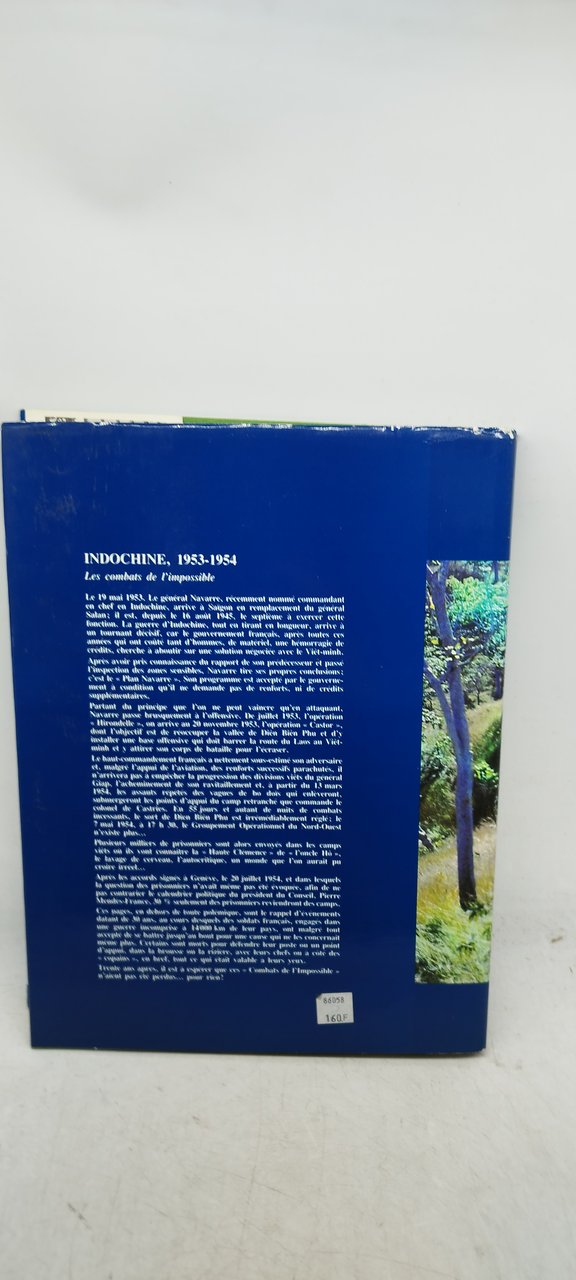 INDOCHINE, 1953-1954
Les combats de l'impossible
Le 19 mai 1953, Le général Navarre, récemment nommé commandant
en chef en Indochine, arrive à Saïgon en remplacement du général
Salan; il est, depuis le 16 août 1945, le septième à exercer cette
fonction. La guerre d'Indochine, tout en tirant en longueur, arrive à
un tournant décisif, car le gouvernement français, après toutes ces
années qui ont coûté tant d'hommes, de matériel, une hémorragie de
crédits, cherche à aboutir sur une solution négociée avec le Viêt-minh.
Après avoir pris connaissance du rapport de son prédécesseur et passé
l'inspection des zones sensibles, Navarre tire ses propres conclusions:
c'est le « Plan Navarre ». Son programme est accepté par le gouverne-
ment à condition qu'il ne demande pas de renforts, ni de crédits
supplémentaires.
Partant du principe que l'on ne peut vaincre qu'en attaquant,
Navarre passe brusquement à l'offensive. De juillet 1953, l'opération
« Hirondelle », on arrive au 20 novembre 1953, l'opération « Castor »,
dont l'objectif est de réoccuper la vallée de Diên Biên Phu et d'y
installer une base offensive qui doit barrer la route du Laos au Viêt-
minh et y attirer son corps de bataille pour l'écraser.
Le haut-commandement français a nettement sous-estimé son adversaire
et, malgré l'appui de l'aviation, des renforts successifs parachutés, il
n'arrivera pas à empêcher la progression des divisions viêts du général
Giap, l'acheminement de son ravitaillement et, à partir du 13 mars
1954, les assauts répétés des vagues de bo doïs qui enlèveront,
submergeront les points d'appui du camp retranché que commande le
colonel de Castries. En 55 jours et autant de nuits de combats
incessants, le sort de Diên Biên Phu est irrémédiablement réglé; le
7 mai 1954, à 17 h 30, le Groupement Opérationnel du Nord-Ouest
n'existe plus...
Plusieurs milliers de prisonniers sont alors envoyés dans les camps
viêts où ils vont connaître la « Haute Clémence » de « l'oncle Hô »,
le lavage de cerveau, l'autocritique, un monde que l'on aurait pu
croire irréel...
Après les accords signés à Genève, le 20 juillet 1954, et dans lesquels
la question des prisonniers n'avait même pas été évoquée, afin de ne
pas contrarier le calendrier politique du président du Conseil, Pierre
Mendès-France, 30 % seulement des prisonniers reviendront des camps.
Ces pages, en dehors de toute polémique, sont le rappel d'événements
datant de 30 ans, au cours desquels des soldats français, engagés dans
une guerre incomprise à 14000 km de leur pays, ont malgré tout
accepté de se battre jusqu'au bout pour une cause qui ne les concernait
même plus. Certains sont morts pour défendre leur poste ou un point
d'appui, dans la brousse ou la rizière, avec leurs chefs ou à côté des
« copains », en bref, tout ce qui était valable à leurs yeux.
Trente ans après, il est à espérer que ces « Combats de l'Impossible »
n'aient pas été perdus... pour rien!
86058
160F